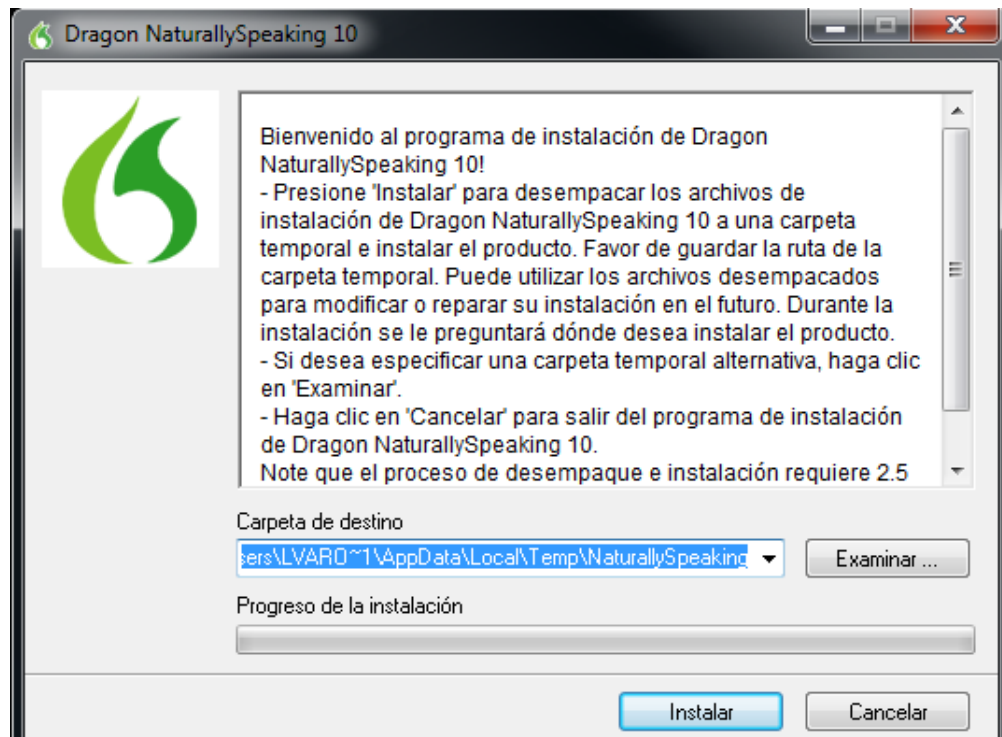 Dragon NaturallySpeaking 10
Bienvenido al programa de instalación de Dragon
NaturallySpeaking 10!
- Presione 'Instalar' para desempacar los archivos de
instalación de Dragon NaturallySpeaking 10 a una carpeta
temporal e instalar el producto. Favor de guardar la ruta de la
carpeta temporal. Puede utilizar los archivos desempacados
para modificar o reparar su instalación en el futuro. Durante la
instalación se le preguntará dónde desea instalar el producto.
- Si desea especificar una carpeta temporal alternativa, haga clic
en 'Examinar'.
- Haga clic en 'Cancelar' para salir del programa de instalación
de Dragon NaturallySpeaking 10.
Note que el proceso de desempaque e instalación requiere 2.5
Carpeta de destino
sers\LVARO~1\AppData\Local\Temp\NaturallySpeaking
Examinar ...
Progreso de la instalación
Instalar
Cancelar